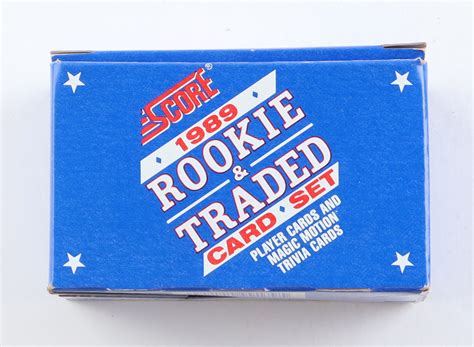 SCORE®
1989
ROOKIE
&
TRADED
CARD SET
PLAYER CARDS AND
MAGIC MOTION
TRIVIA CARDS